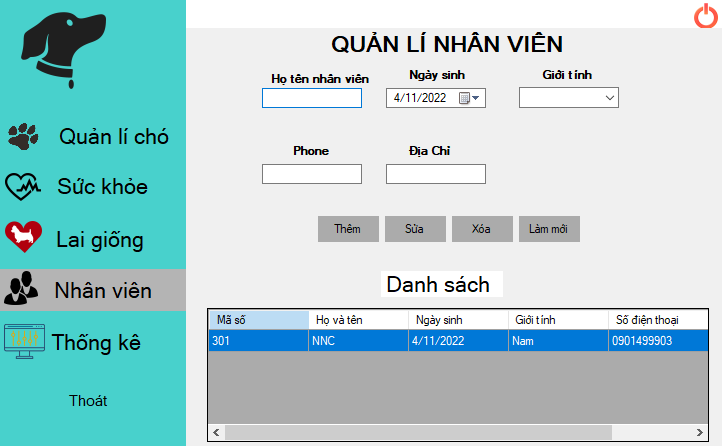 QUẢN LÍ NHÂN VIÊN
Họ tên nhân viên
Ngày sinh
Giới tính
4/11/2022
Phone
Địa Chỉ
Thêm
Sửa
Xóa
Làm mới
Danh sách
Mã số Họ và tên Ngày sinh Giới tính Số điện thoại
301 NNC 4/11/2022 Nam 0901499903
Quản lí chó
Sức khỏe
Lai giống
Nhân viên
Thống kê
Thoát